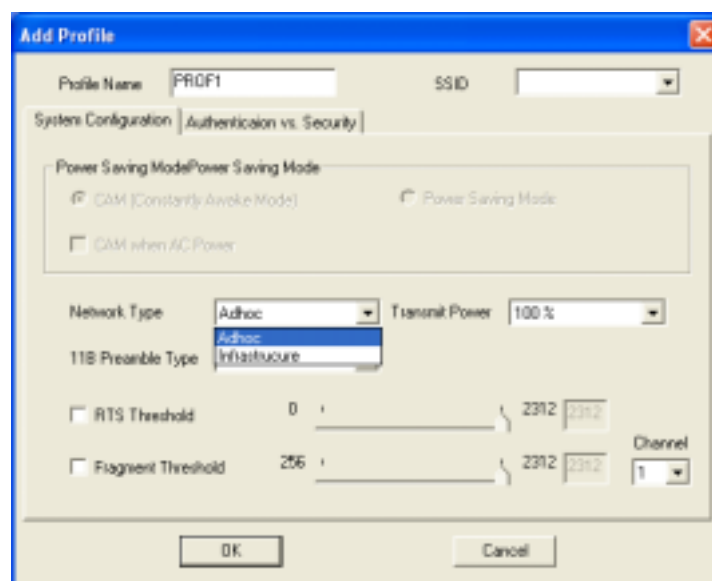 Add Profile
Profile Name PROF1 SSID
System Configuration Authenticaion vs. Security
Power Saving ModePower Saving Mode
CAM (Constantly Awake Mode) Power Saving Mode
CAM when AC Power
Network Type Adhoc Transmit Power 100 %
Adhoc
Infrastrucure
11B Preamble Type
RTS Threshold 0 2312 2312
Channel
Fragment Threshold 256 2312 2312 1
OK Cancel